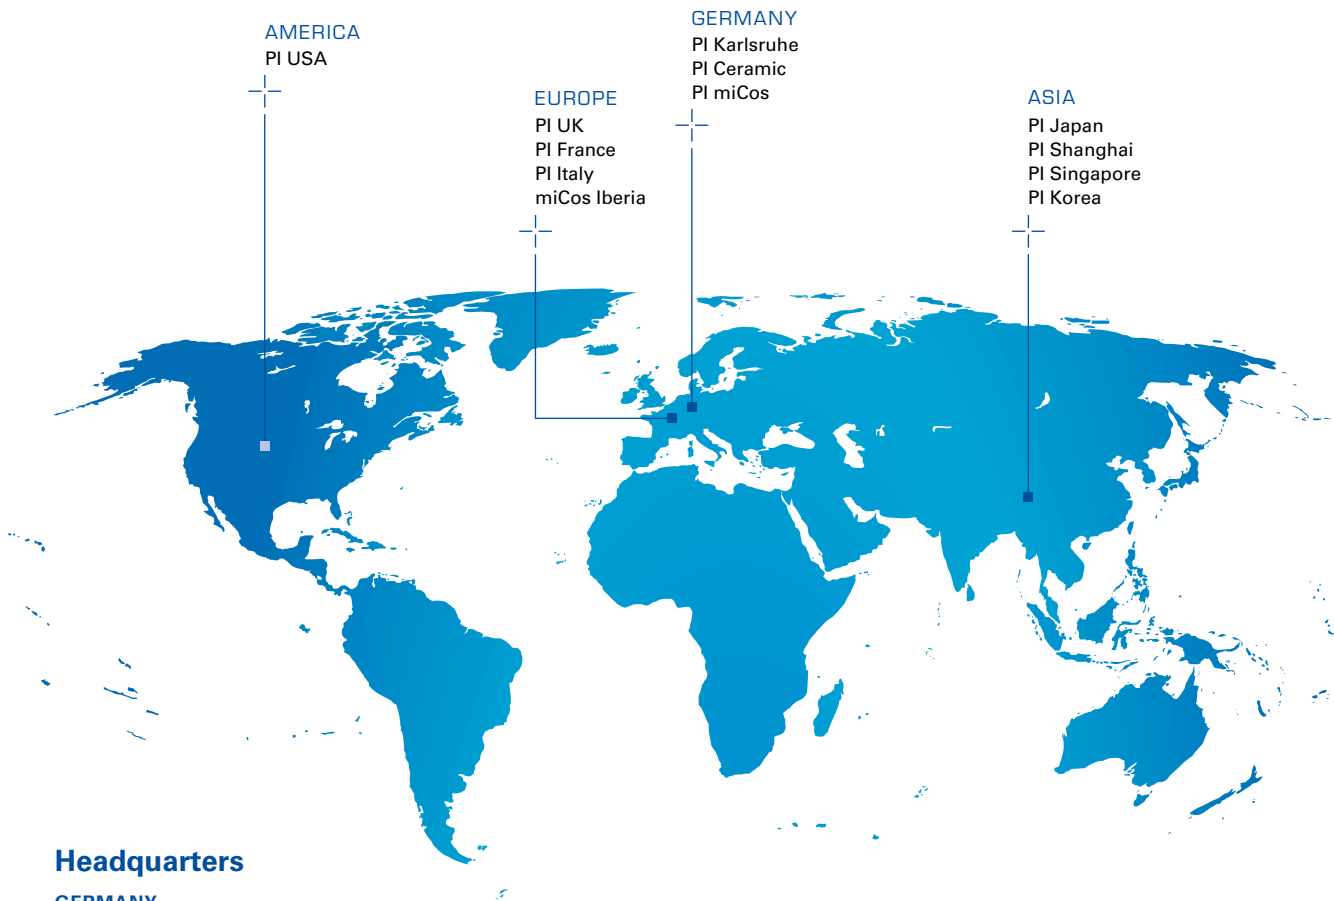 AMERICA
PI USA
EUROPE
PI UK
PI France
PI Italy
miCos Iberia
GERMANY
PI Karlsruhe
PI Ceramic
PI miCos
ASIA
PI Japan
PI Shanghai
PI Singapore
PI Korea
Headquarters
GERMANY